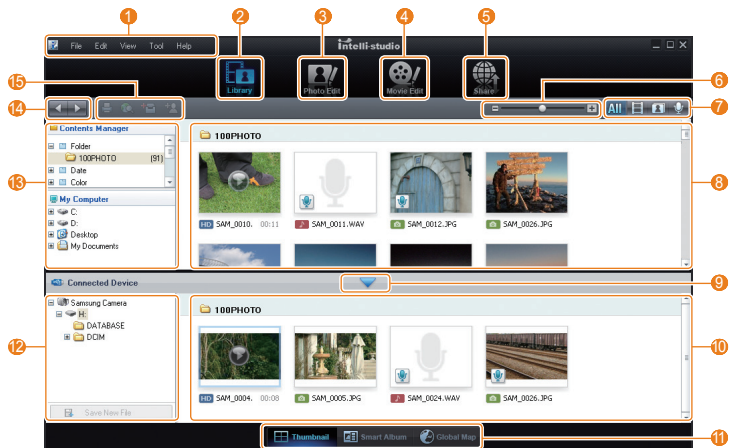 1
2
3
4
5
File Edit View Tool Help
intelli-studio
Library
Photo Edit
Movie Edit
Share
15
6
14
All
7
Contents Manager
Folder
100PHOTO (91)
Date
Color
13
My Computer
C:
D:
Desktop
My Documents
100PHOTO
HD SAM_0010. 00:11
SAM_0011.WAV
SAM_0012.JPG
SAM_0026.JPG
8
Connected Device
9
Samsung Camera
H:
DATABASE
DCIM
12
Save New File
100PHOTO
HD SAM_0004. 00:08
SAM_0005.JPG
SAM_0024.WAV
SAM_0026.JPG
10
Thumbnail
Smart Album
Global Map
11